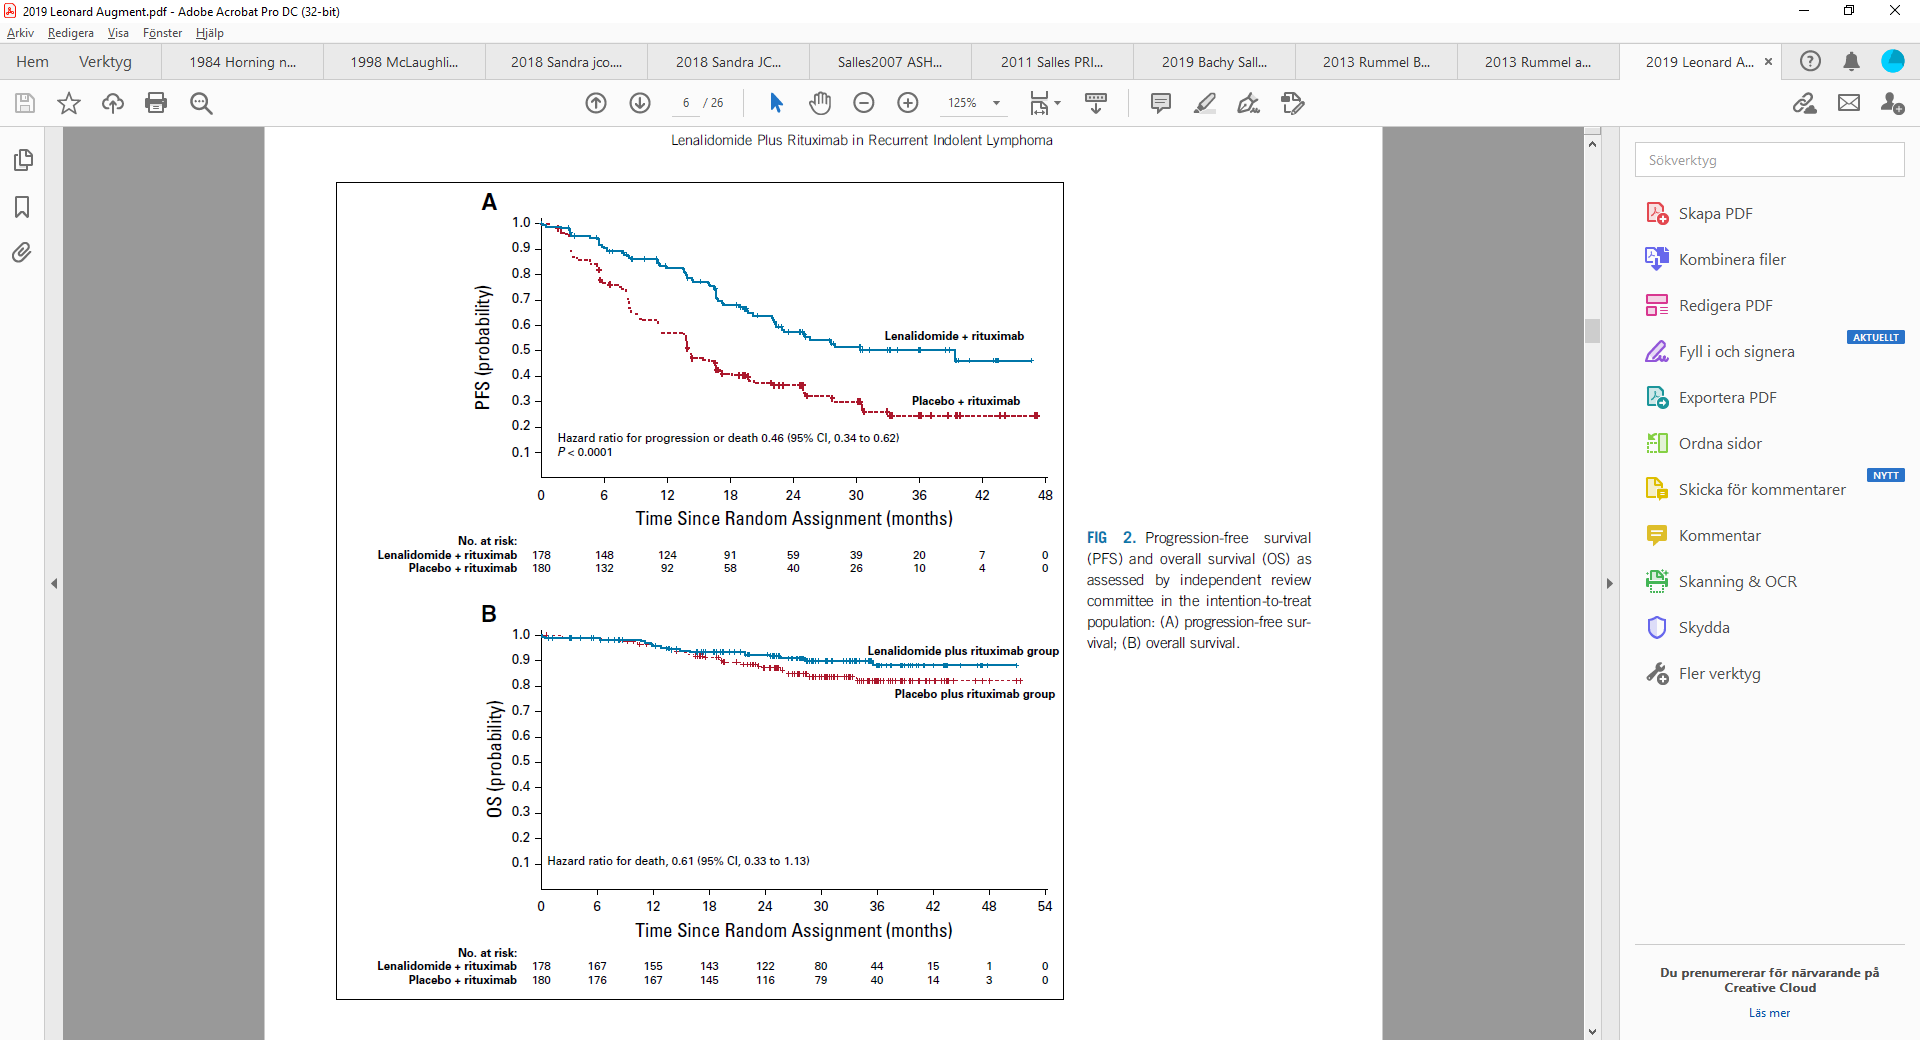 2019 Leonard Augment.pdf - Adobe Acrobat Pro DC (32-bit)
Arkiv Redigera Visa Fönster Hjälp
Hem Verktyg 1984 Horning n... 1998 McLaughli... 2018 Sandra jco.... 2018 Sandra JC... Salles2007 ASH... 2011 Salles PRI... 2019 Bachy Sall... 2013 Rummel B... 2013 Rummel a... 2019 Leonard A... ×
6 / 26 125%
Lenalidomide Plus Rituximab in Recurrent Indolent Lymphoma
A
1.0
0.9
0.8
0.7
0.6
0.5
0.4
0.3
0.2
0.1
PFS (probability)
Lenalidomide + rituximab
Placebo + rituximab
Hazard ratio for progression or death 0.46 (95% CI, 0.34 to 0.62)
P < 0.0001
0 6 12 18 24 30 36 42 48
Time Since Random Assignment (months)
No. at risk:
Lenalidomide + rituximab 178 148 124 91 59 39 20 7 0
Placebo + rituximab 180 132 92 58 40 26 10 4 0
B
1.0
0.9
0.8
0.7
0.6
0.5
0.4
0.3
0.2
0.1
OS (probability)
Lenalidomide plus rituximab group
Placebo plus rituximab group
Hazard ratio for death, 0.61 (95% CI, 0.33 to 1.13)
0 6 12 18 24 30 36 42 48 54
Time Since Random Assignment (months)
No. at risk:
Lenalidomide + rituximab 178 167 155 143 122 80 44 15 1 0
Placebo + rituximab 180 176 167 145 116 79 40 14 3 0
FIG 2. Progression-free survival
(PFS) and overall survival (OS) as
assessed by independent review
committee in the intention-to-treat
population: (A) progression-free sur-
vival; (B) overall survival.
Sökverktyg
Skapa PDF
Kombinera filer
Redigera PDF
AKTUELLT
Fyll i och signera
Exportera PDF
Ordna sidor
NYTT
Skicka för kommentarer
Kommentar
Skanning & OCR
Skydda
Fler verktyg
Du prenumererar för närvarande på
Creative Cloud
Läs mer